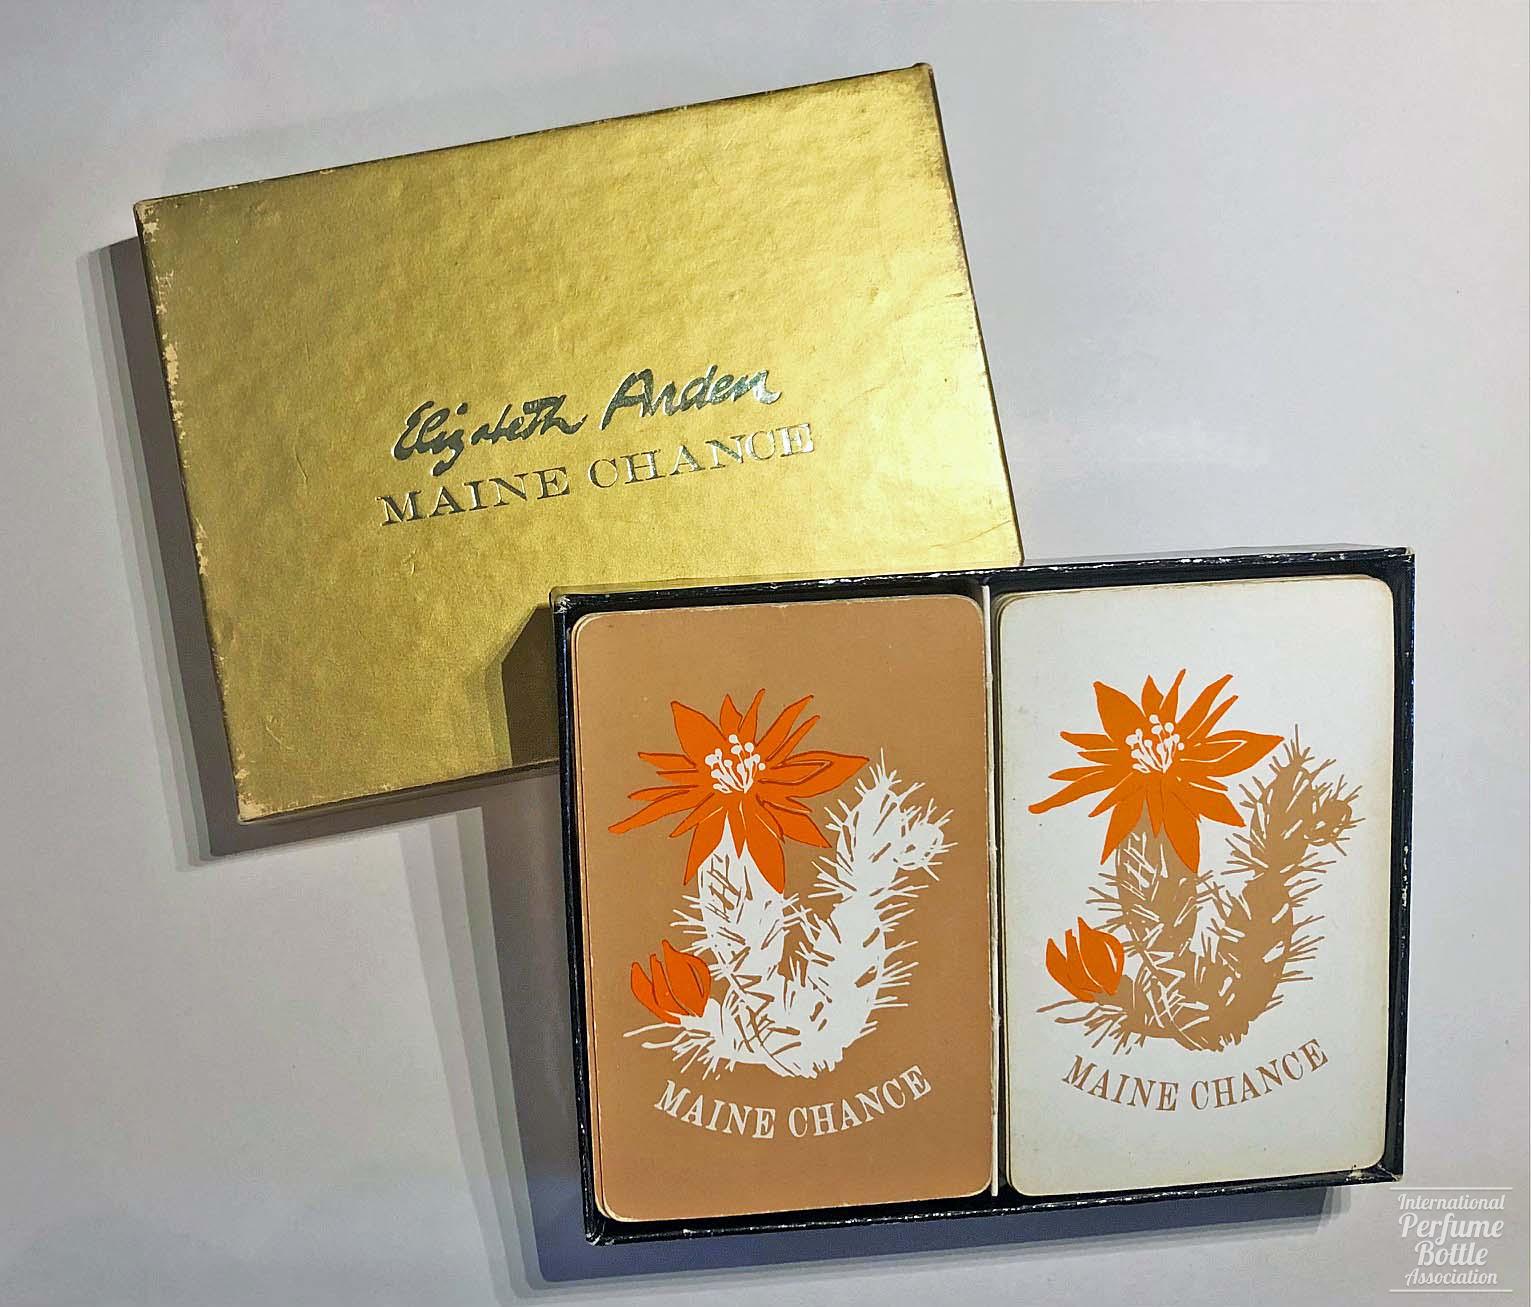 Elizabeth Arden
MAINE CHANCE
MAINE CHANCE
MAINE CHANCE
International
Perfume
Bottle
Association